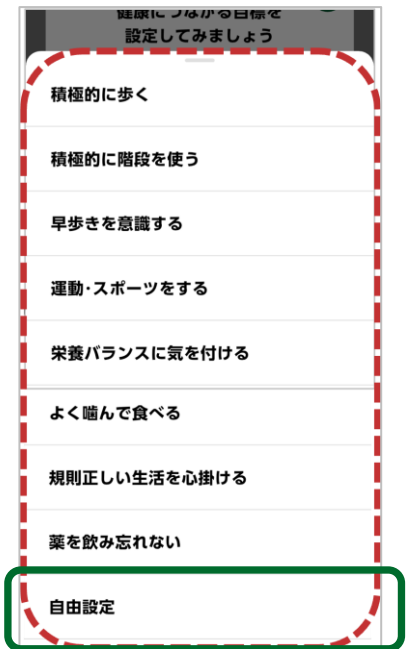 健康につながる目標を
設定してみましょう
積極的に歩く
積極的に階段を使う
早歩きを意識する
運動･スポーツをする
栄養バランスに気を付ける
よく噛んで食べる
規則正しい生活を心掛ける
薬を飲み忘れない
自由設定